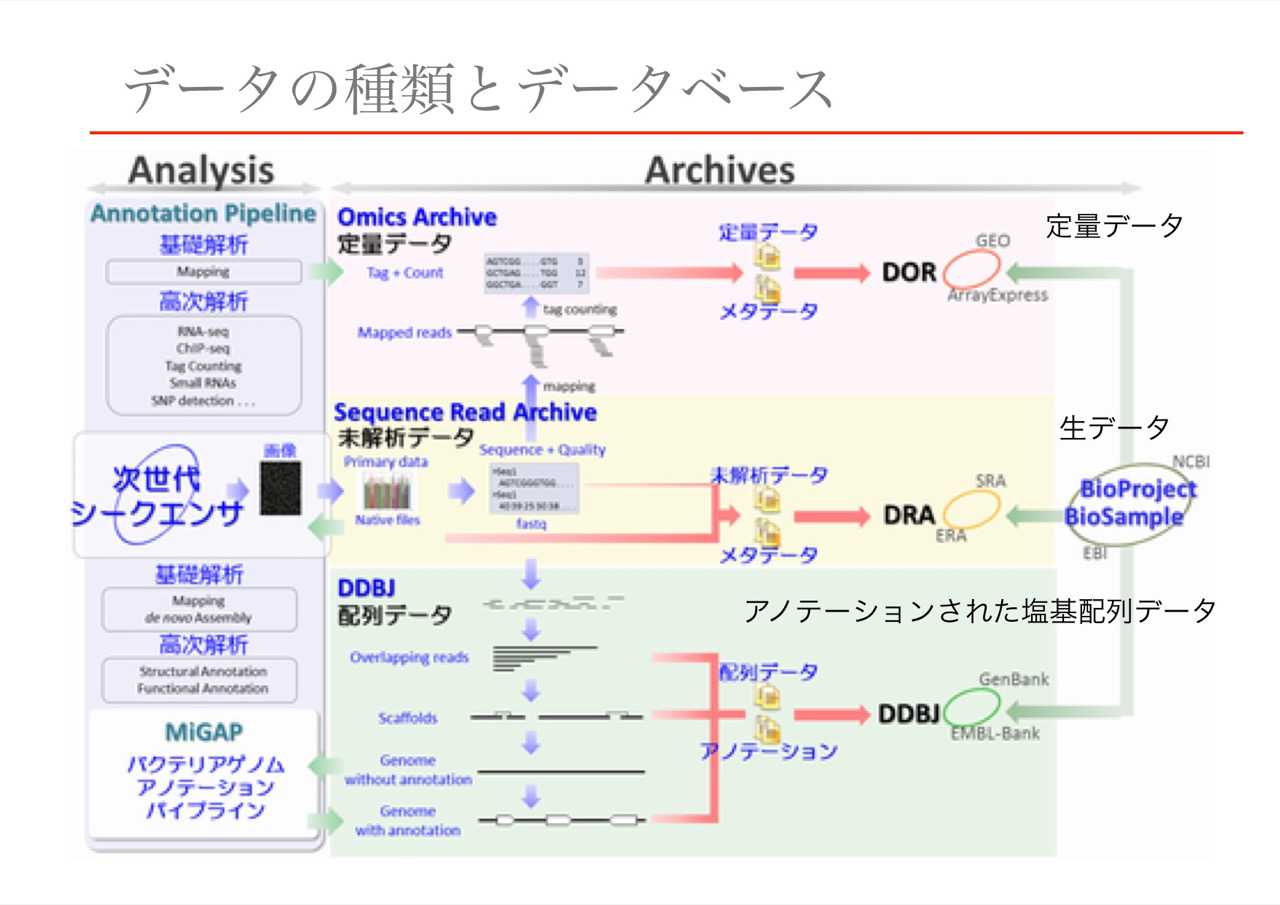 データの種類とデータベース
Analysis
Archives
Annotation Pipeline
基礎解析
Mapping
高次解析
RNA-seq
ChIP-seq
Tag Counting
Small RNAs
SNP detection . . .
次世代
シークエンサ
画像
基礎解析
Mapping
de novo Assembly
高次解析
Structural Annotation
Functional Annotation
MiGAP
バクテリアゲノム
アノテーション
パイプライン
Omics Archive
定量データ
Tag + Count
AGTCGG....GTG 5
GCTGAG....TGG 12
GGCTGA....GGT 7
tag counting
Mapped reads
mapping
定量データ
メタデータ
DOR
GEO
ArrayExpress
定量データ
Sequence Read Archive
未解析データ
Primary data
Native files
Sequence + Quality
>Seq1
AGTCGGGTGG....
>Seq1
40 39 25 30 38....
fastq
未解析データ
メタデータ
DRA
SRA
ERA
生データ
NCBI
BioProject
BioSample
EBI
DDBJ
配列データ
アノテーションされた塩基配列データ
Overlapping reads
Scaffolds
Genome
without annotation
Genome
with annotation
配列データ
アノテーション
DDBJ
GenBank
EMBL-Bank